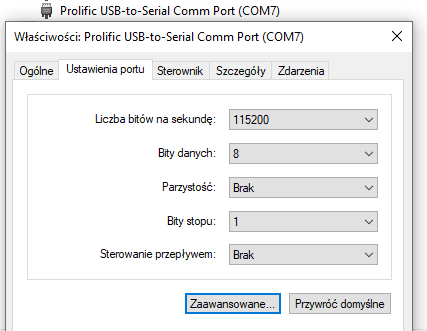 Prolific USB-to-Serial Comm Port (COM7)
Właściwości: Prolific USB-to-Serial Comm Port (COM7)
Ogólne Ustawienia portu Sterownik Szczegóły Zdarzenia
Liczba bitów na sekundę: 115200
Bity danych: 8
Parzystość: Brak
Bity stopu: 1
Sterowanie przepływem: Brak
Zaawansowane... Przywróć domyślne